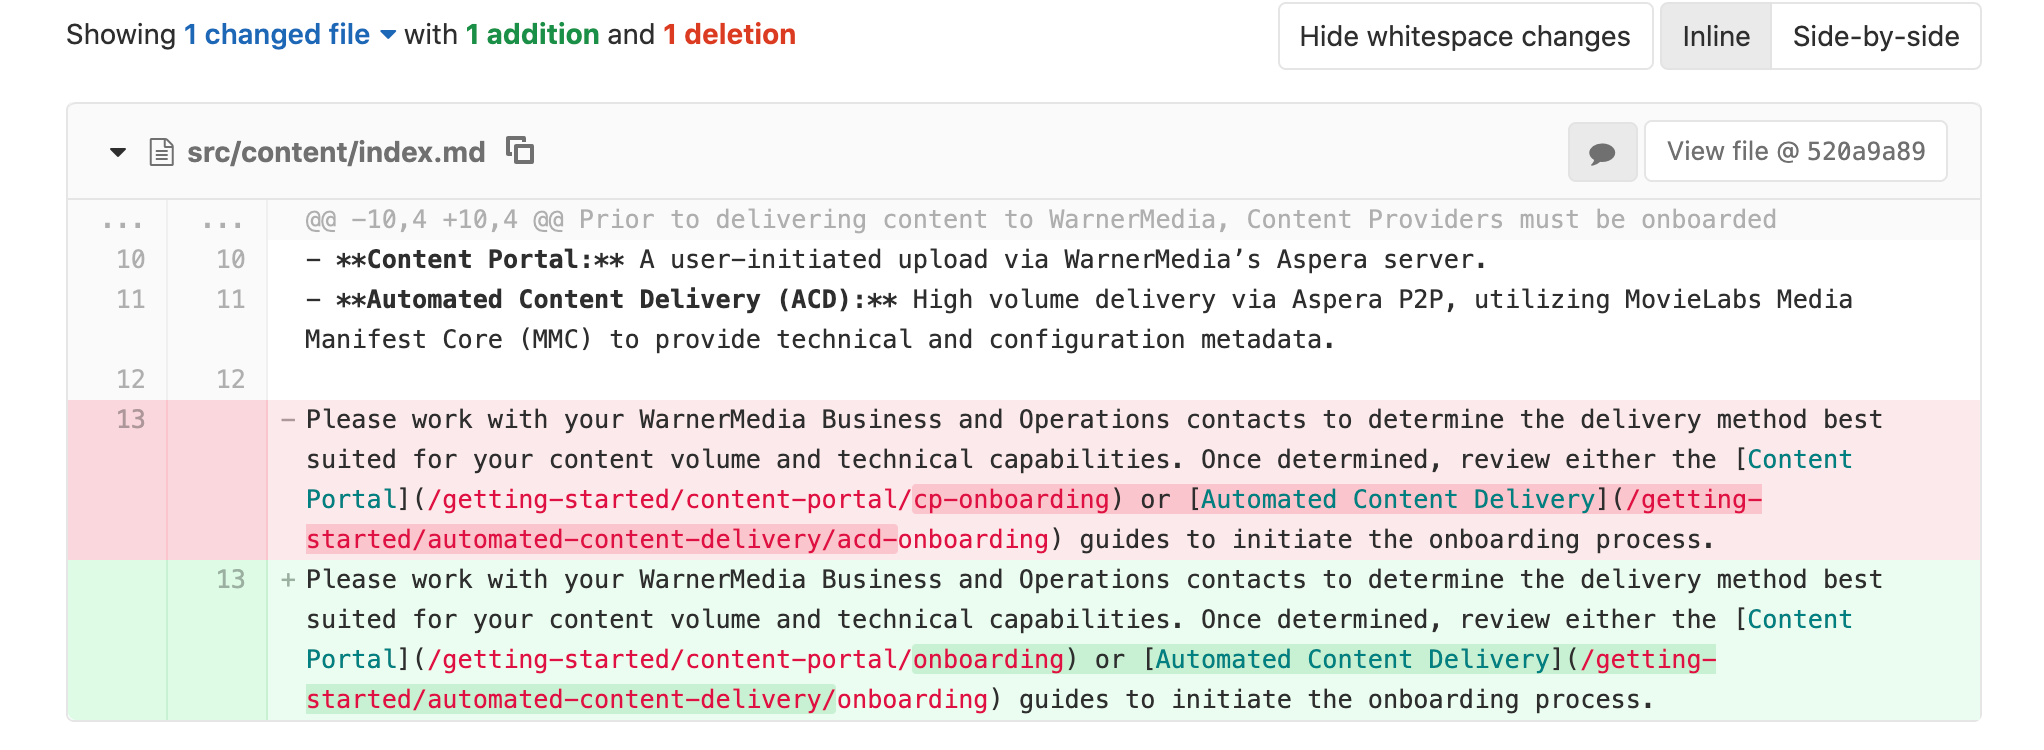 Showing 1 changed file with 1 addition and 1 deletion
Hide whitespace changes
Inline
Side-by-side
src/content/index.md
View file @ 520a9a89
... ... @@ -10,4 +10,4 @@ Prior to delivering content to WarnerMedia, Content Providers must be onboarded
10 10 - **Content Portal:** A user-initiated upload via WarnerMedia’s Aspera server.
11 11 - **Automated Content Delivery (ACD):** High volume delivery via Aspera P2P, utilizing MovieLabs Media
Manifest Core (MMC) to provide technical and configuration metadata.
12 12
13 - Please work with your WarnerMedia Business and Operations contacts to determine the delivery method best
suited for your content volume and technical capabilities. Once determined, review either the [Content
Portal](/getting-started/content-portal/cp-onboarding) or [Automated Content Delivery](/getting-
started/automated-content-delivery/acd-onboarding) guides to initiate the onboarding process.
13 + Please work with your WarnerMedia Business and Operations contacts to determine the delivery method best
suited for your content volume and technical capabilities. Once determined, review either the [Content
Portal](/getting-started/content-portal/onboarding) or [Automated Content Delivery](/getting-
started/automated-content-delivery/onboarding) guides to initiate the onboarding process.